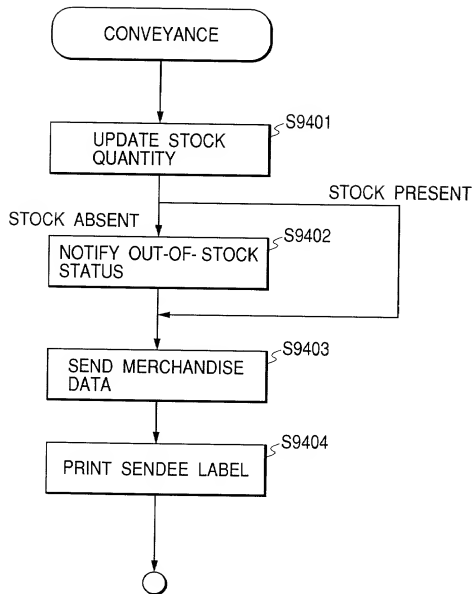 CONVEYANCE
S9401
UPDATE STOCK
QUANTITY
STOCK PRESENT
STOCK ABSENT
S9402
NOTIFY OUT-OF-STOCK
STATUS
S9403
SEND MERCHANDISE
DATA
S9404
PRINT SENDEE LABEL